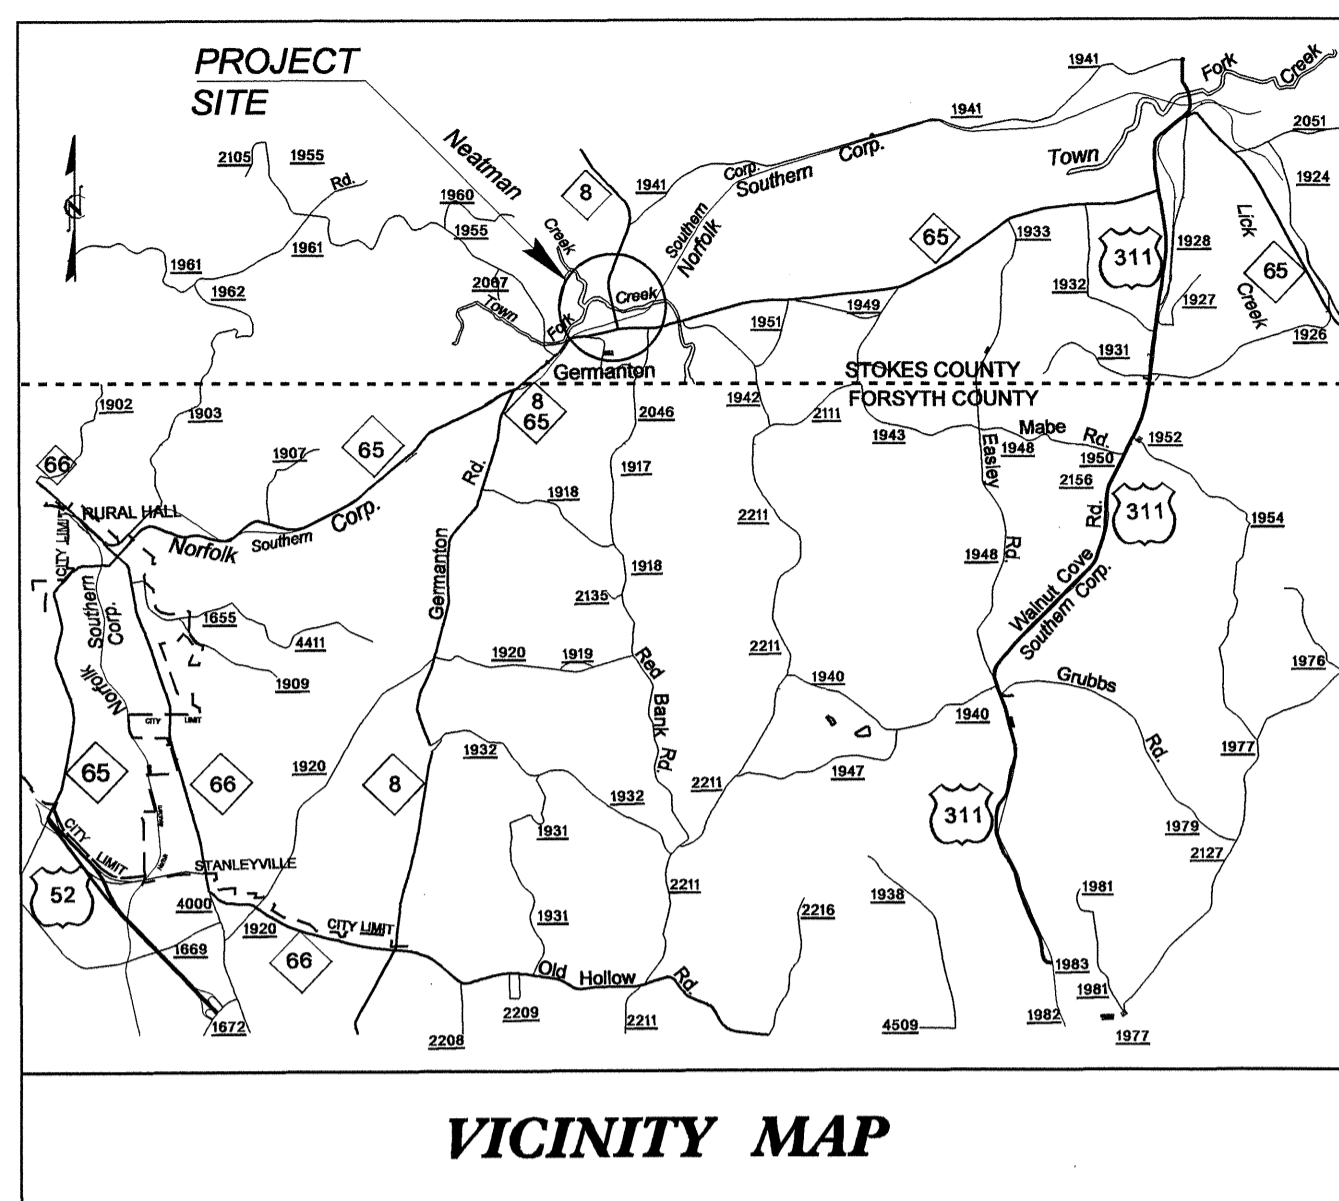 PROJECT
SITE
Neatman
Creek
8
1941
1941
1941
Fork
Creek
2051
Town
1924
2105
1955
Rd.
1960
1955
1961
1961
1962
2067
Town
Fork
Creek
Corp.
Southern
Corp.
Southern
Norfolk
65
1933
311
1928
Lick
Creek
65
1932
1927
1926
1949
1951
1931
Germanton
STOKES COUNTY
FORSYTH COUNTY
1902
1903
8
65
2046
1942
2111
1943
Mabe
Rd.
1948
1950
1952
2156
66
1907
65
Rd.
1917
Easley
311
RURAL HALL
CITY LIMIT
Norfolk
Southern
Corp.
1918
2211
Rd.
1954
Germanton
1918
1948
Rd.
Walnut Cove
Southern Corp.
Southern
Corp.
Norfolk
2135
1655
4411
1909
1920
1919
Red
Bank
Rd.
2211
1940
1940
Grubbs
Rd.
1976
CITY
LIMIT
65
66
1920
8
1932
1932
2211
1947
1977
311
CITY
LIMIT
1931
1979
2127
STANLEYVILLE
52
4000
1920
CITY LIMIT
2211
1931
2216
1938
1981
1669
66
Old
Hollow
Rd.
1983
1981
1672
2208
2209
2211
4509
1982
1977
VICINITY MAP